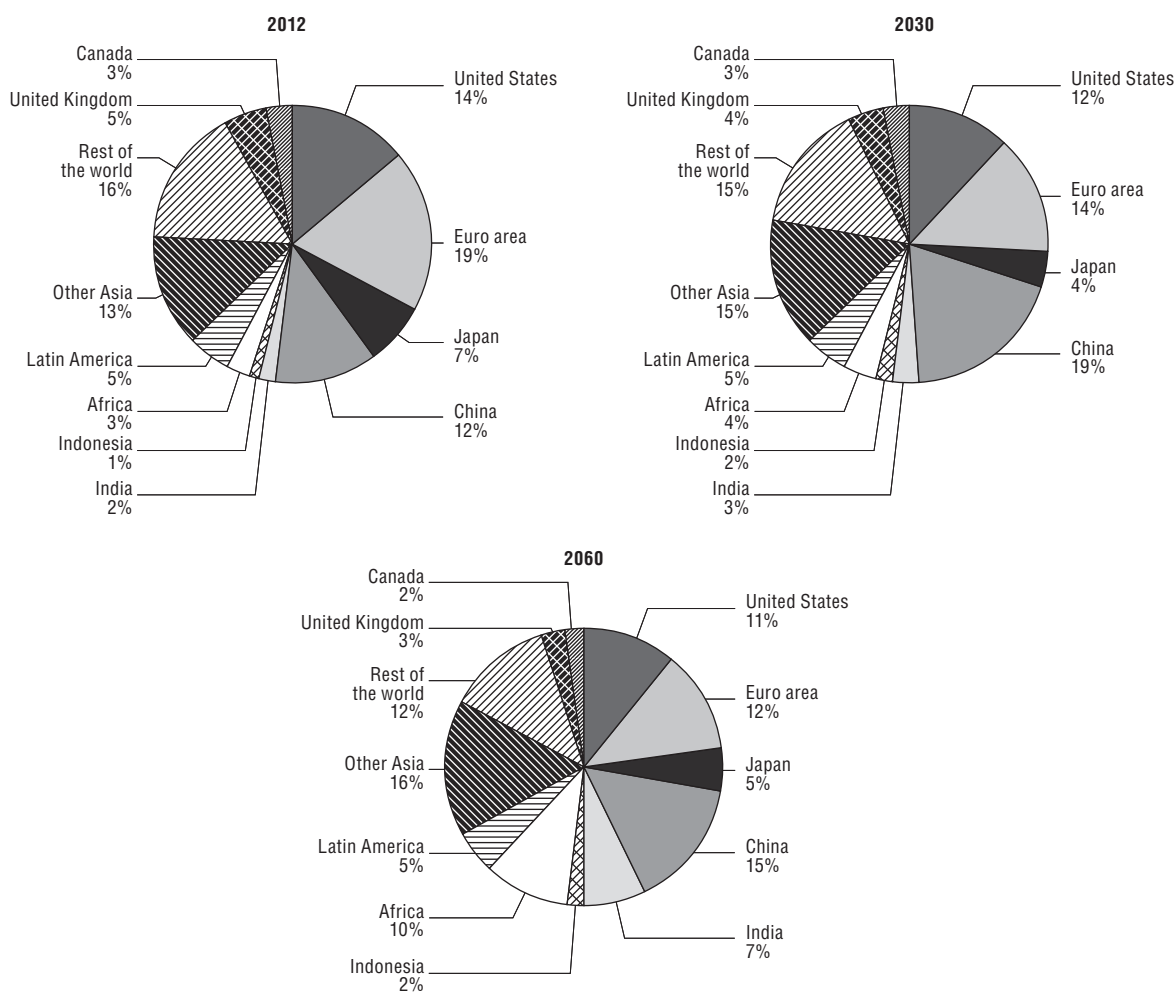 2012
Canada
3%
United States
14%
United Kingdom
5%
Rest of
the world
16%
Euro area
19%
Other Asia
13%
Japan
7%
Latin America
5%
Africa
3%
China
12%
Indonesia
1%
India
2%
2030
Canada
3%
United States
12%
United Kingdom
4%
Rest of
the world
15%
Euro area
14%
Japan
4%
Other Asia
15%
China
19%
Latin America
5%
Africa
4%
Indonesia
2%
India
3%
2060
Canada
2%
United States
11%
United Kingdom
3%
Rest of
the world
12%
Euro area
12%
Other Asia
16%
Japan
5%
Latin America
5%
China
15%
Africa
10%
India
7%
Indonesia
2%